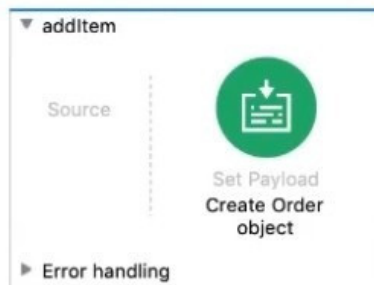 addItem
Source
Set Payload
Create Order
object
Error handling